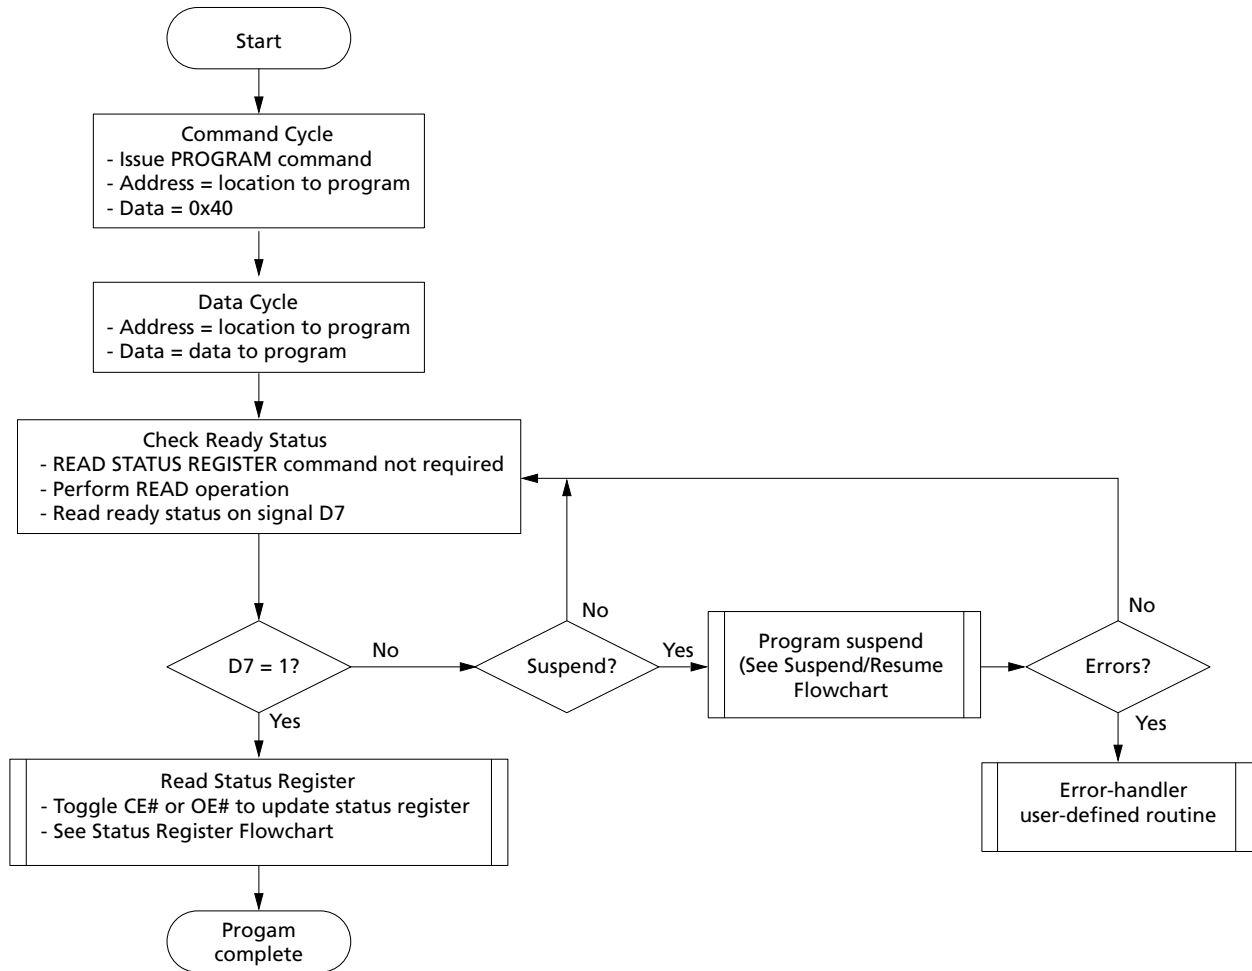 Start
Command Cycle
- Issue PROGRAM command
- Address = location to program
- Data = 0x40
Data Cycle
- Address = location to program
- Data = data to program
Check Ready Status
- READ STATUS REGISTER command not required
- Perform READ operation
- Read ready status on signal D7
D7 = 1?
No
Suspend?
No
Yes
Program suspend
(See Suspend/Resume
Flowchart
Errors?
No
Yes
Error-handler
user-defined routine
Yes
Read Status Register
- Toggle CE# or OE# to update status register
- See Status Register Flowchart
Progam
complete